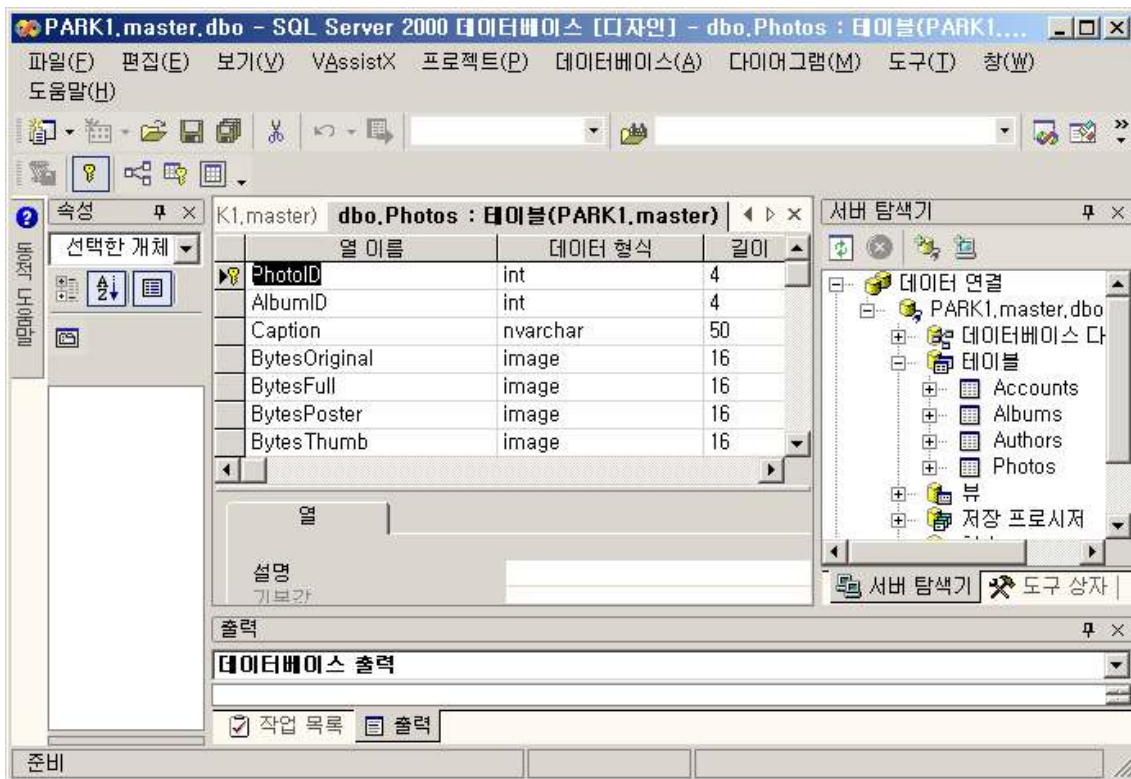 PARK1.master.dbo - SQL Server 2000 데이터베이스 [디자인] - dbo.Photos : 테이블(PARK1....
파일(F) 편집(E) 보기(V) VAssistX 프로젝트(P) 데이터베이스(A) 다이어그램(M) 도구(T) 창(W)
도움말(H)
동적 도움말
속성
선택한 개체
K1.master) dbo.Photos : 테이블(PARK1.master)
열 이름 데이터 형식 길이
PhotoID int 4
AlbumID int 4
Caption nvarchar 50
BytesOriginal image 16
BytesFull image 16
BytesPoster image 16
BytesThumb image 16
열
설명
기본값
서버 탐색기
데이터 연결
PARK1.master.dbo
데이터베이스 다
테이블
Accounts
Albums
Authors
Photos
뷰
저장 프로시저
서버 탐색기 도구 상자
출력
데이터베이스 출력
작업 목록 출력
준비